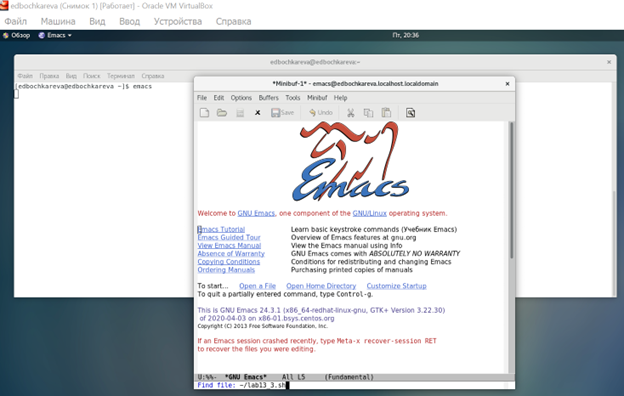 edbochkareva (Снимок 1) [Работает] - Oracle VM VirtualBox
Файл Машина Вид Ввод Устройства Справка
Обзор Emacs Пт, 20:36
edbochkareva@edbochkareva:~
Файл Правка Вид Поиск Терминал Справка
[edbochkareva@edbochkareva ~]$ emacs
*Minibuf-1* - emacs@edbochkareva.localhost.localdomain
File Edit Options Buffers Tools Minibuf Help
Save Undo
Emacs
Welcome to GNU Emacs, one component of the GNU/Linux operating system.
Emacs Tutorial Learn basic keystroke commands (Учебник Emacs)
Emacs Guided Tour Overview of Emacs features at gnu.org
View Emacs Manual View the Emacs manual using Info
Absence of Warranty GNU Emacs comes with ABSOLUTELY NO WARRANTY
Copying Conditions Conditions for redistributing and changing Emacs
Ordering Manuals Purchasing printed copies of manuals
To start... Open a File Open Home Directory Customize Startup
To quit a partially entered command, type Control-g.
This is GNU Emacs 24.3.1 (x86_64-redhat-linux-gnu, GTK+ Version 3.22.30)
of 2020-04-03 on x86-01.bsys.centos.org
Copyright (C) 2013 Free Software Foundation, Inc.
If an Emacs session crashed recently, type Meta-x recover-session RET
to recover the files you were editing.
U:%%- *GNU Emacs* All L5 (Fundamental)
Find file: ~/lab13_3.sh